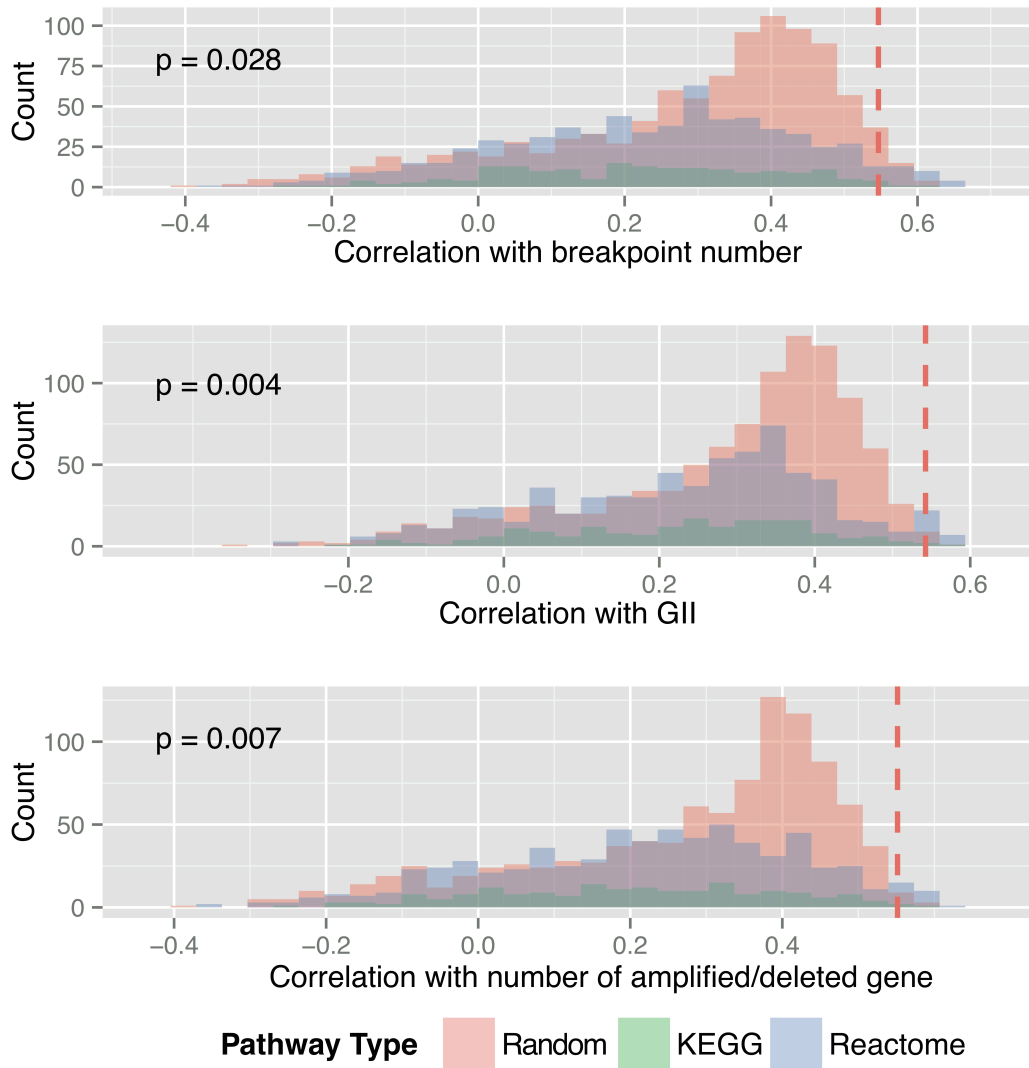 100
75
50
25
0
Count
p = 0.028
−0.4 −0.2 0.0 0.2 0.4 0.6
Correlation with breakpoint number
100
50
0
Count
p = 0.004
−0.2 0.0 0.2 0.4 0.6
Correlation with GII
100
50
0
Count
p = 0.007
−0.4 −0.2 0.0 0.2 0.4
Correlation with number of amplified/deleted gene
Pathway Type Random KEGG Reactome